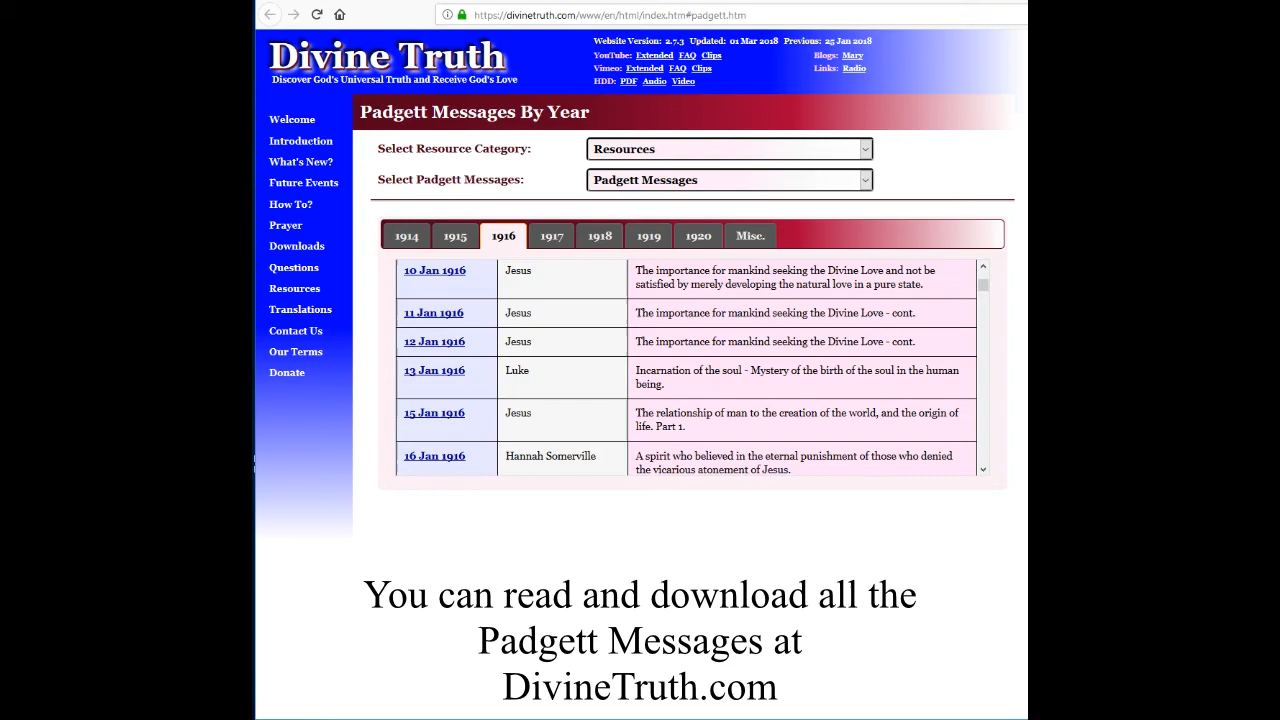 https://divinetruth.com/www/en/html/index.htm#padgett.htm
Divine Truth
Discover God's Universal Truth and Receive God's Love
Website Version: 2.7.3 Updated: 01 Mar 2018 Previous: 25 Jan 2018
YouTube: Extended FAQ Clips Blogs: Mary
Vimeo: Extended FAQ Clips Links: Radio
HDD: PDF Audio Video
Welcome
Introduction
What's New?
Future Events
How To?
Prayer
Downloads
Questions
Resources
Translations
Contact Us
Our Terms
Donate
Padgett Messages By Year
Select Resource Category: Resources
Select Padgett Messages: Padgett Messages
1914 1915 1916 1917 1918 1919 1920 Misc.
10 Jan 1916 Jesus The importance for mankind seeking the Divine Love and not be
satisfied by merely developing the natural love in a pure state.
11 Jan 1916 Jesus The importance for mankind seeking the Divine Love - cont.
12 Jan 1916 Jesus The importance for mankind seeking the Divine Love - cont.
13 Jan 1916 Luke Incarnation of the soul - Mystery of the birth of the soul in the human
being.
15 Jan 1916 Jesus The relationship of man to the creation of the world, and the origin of
life. Part 1.
16 Jan 1916 Hannah Somerville A spirit who believed in the eternal punishment of those who denied
the vicarious atonement of Jesus.
You can read and download all the
Padgett Messages at
DivineTruth.com